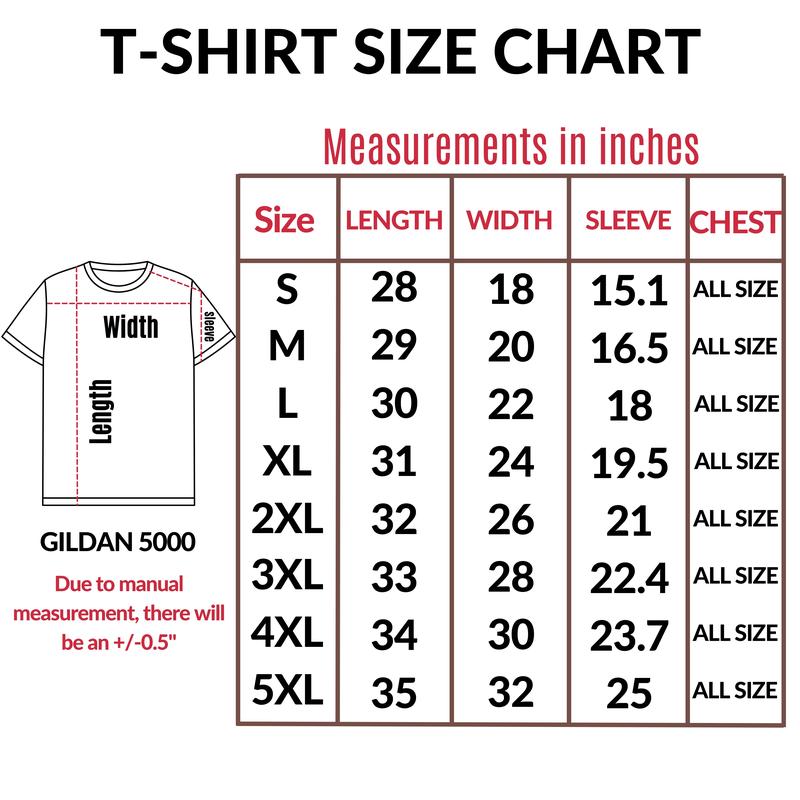 T-SHIRT SIZE CHART
Measurements in inches
Size LENGTH WIDTH SLEEVE CHEST
S 28 18 15.1 ALL SIZE
M 29 20 16.5 ALL SIZE
L 30 22 18 ALL SIZE
XL 31 24 19.5 ALL SIZE
2XL 32 26 21 ALL SIZE
3XL 33 28 22.4 ALL SIZE
4XL 34 30 23.7 ALL SIZE
5XL 35 32 25 ALL SIZE
Width
sleeve
Length
GILDAN 5000
Due to manual
measurement, there will
be an +/-0.5"